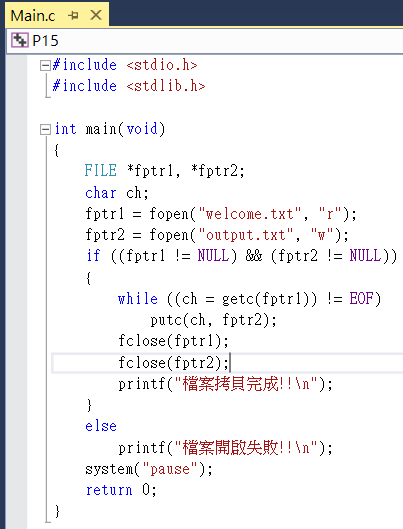 Main.c
P15
#include <stdio.h>
#include <stdlib.h>
int main(void)
{
FILE *fptr1, *fptr2;
char ch;
fptr1 = fopen("welcome.txt", "r");
fptr2 = fopen("output.txt", "w");
if ((fptr1 != NULL) && (fptr2 != NULL))
{
while ((ch = getc(fptr1)) != EOF)
putc(ch, fptr2);
fclose(fptr1);
fclose(fptr2);
printf("檔案拷貝完成!!\n");
}
else
printf("檔案開啟失敗!!\n");
system("pause");
return 0;
}